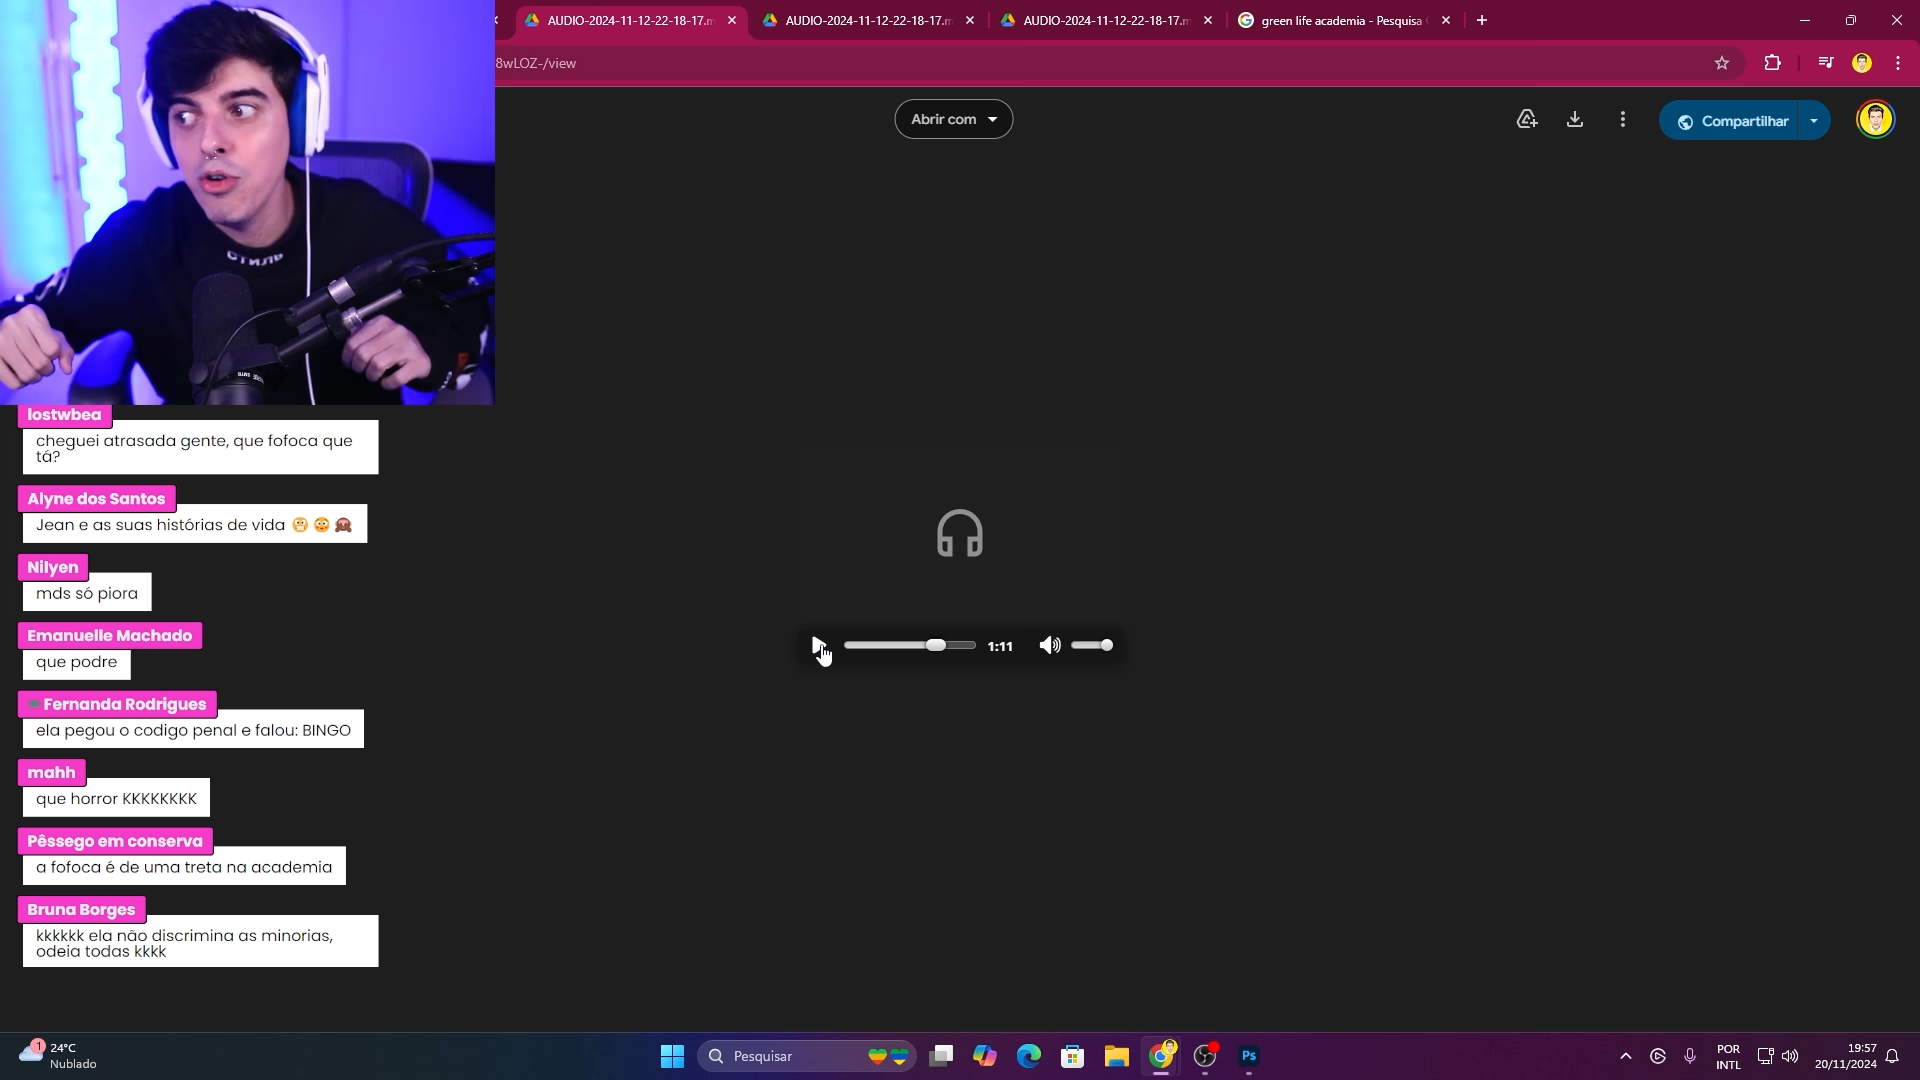 AUDIO-2024-11-12-22-18-17.m
AUDIO-2024-11-12-22-18-17.m
AUDIO-2024-11-12-22-18-17.m
green life academia - Pesquisa
8wLOZ-/view
Abrir com
Compartilhar
СТИЛЬ
lostwbea
cheguei atrasada gente, que fofoca que
tá?
Alyne dos Santos
Jean e as suas histórias de vida 😬 😳 🙈
Nilyen
mds só piora
Emanuelle Machado
que podre
Fernanda Rodrigues
ela pegou o codigo penal e falou: BINGO
mahh
que horror KKKKKKKK
Pêssego em conserva
a fofoca é de uma treta na academia
Bruna Borges
kkkkkk ela não discrimina as minorias,
odeia todas kkkk
1:11
1
24°C
Nublado
Pesquisar
Ps
POR
INTL
19:57
20/11/2024